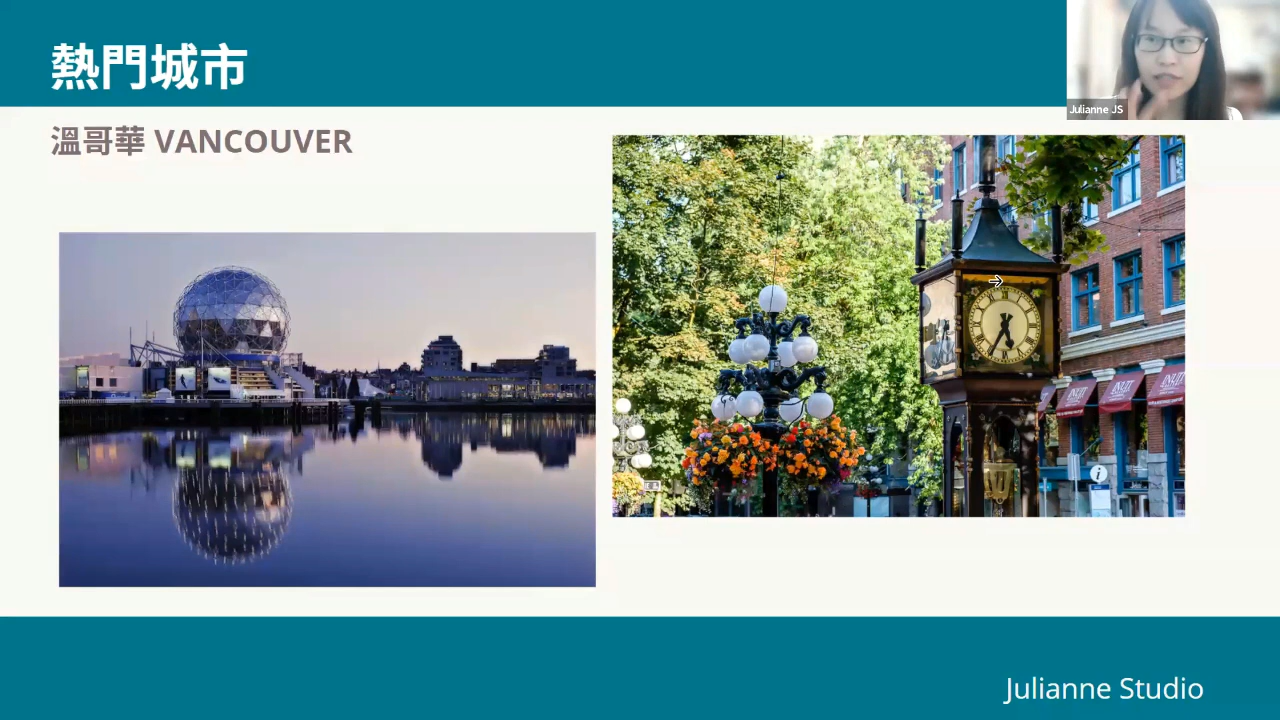 熱門城市
Julianne JS
溫哥華 VANCOUVER
Julianne Studio